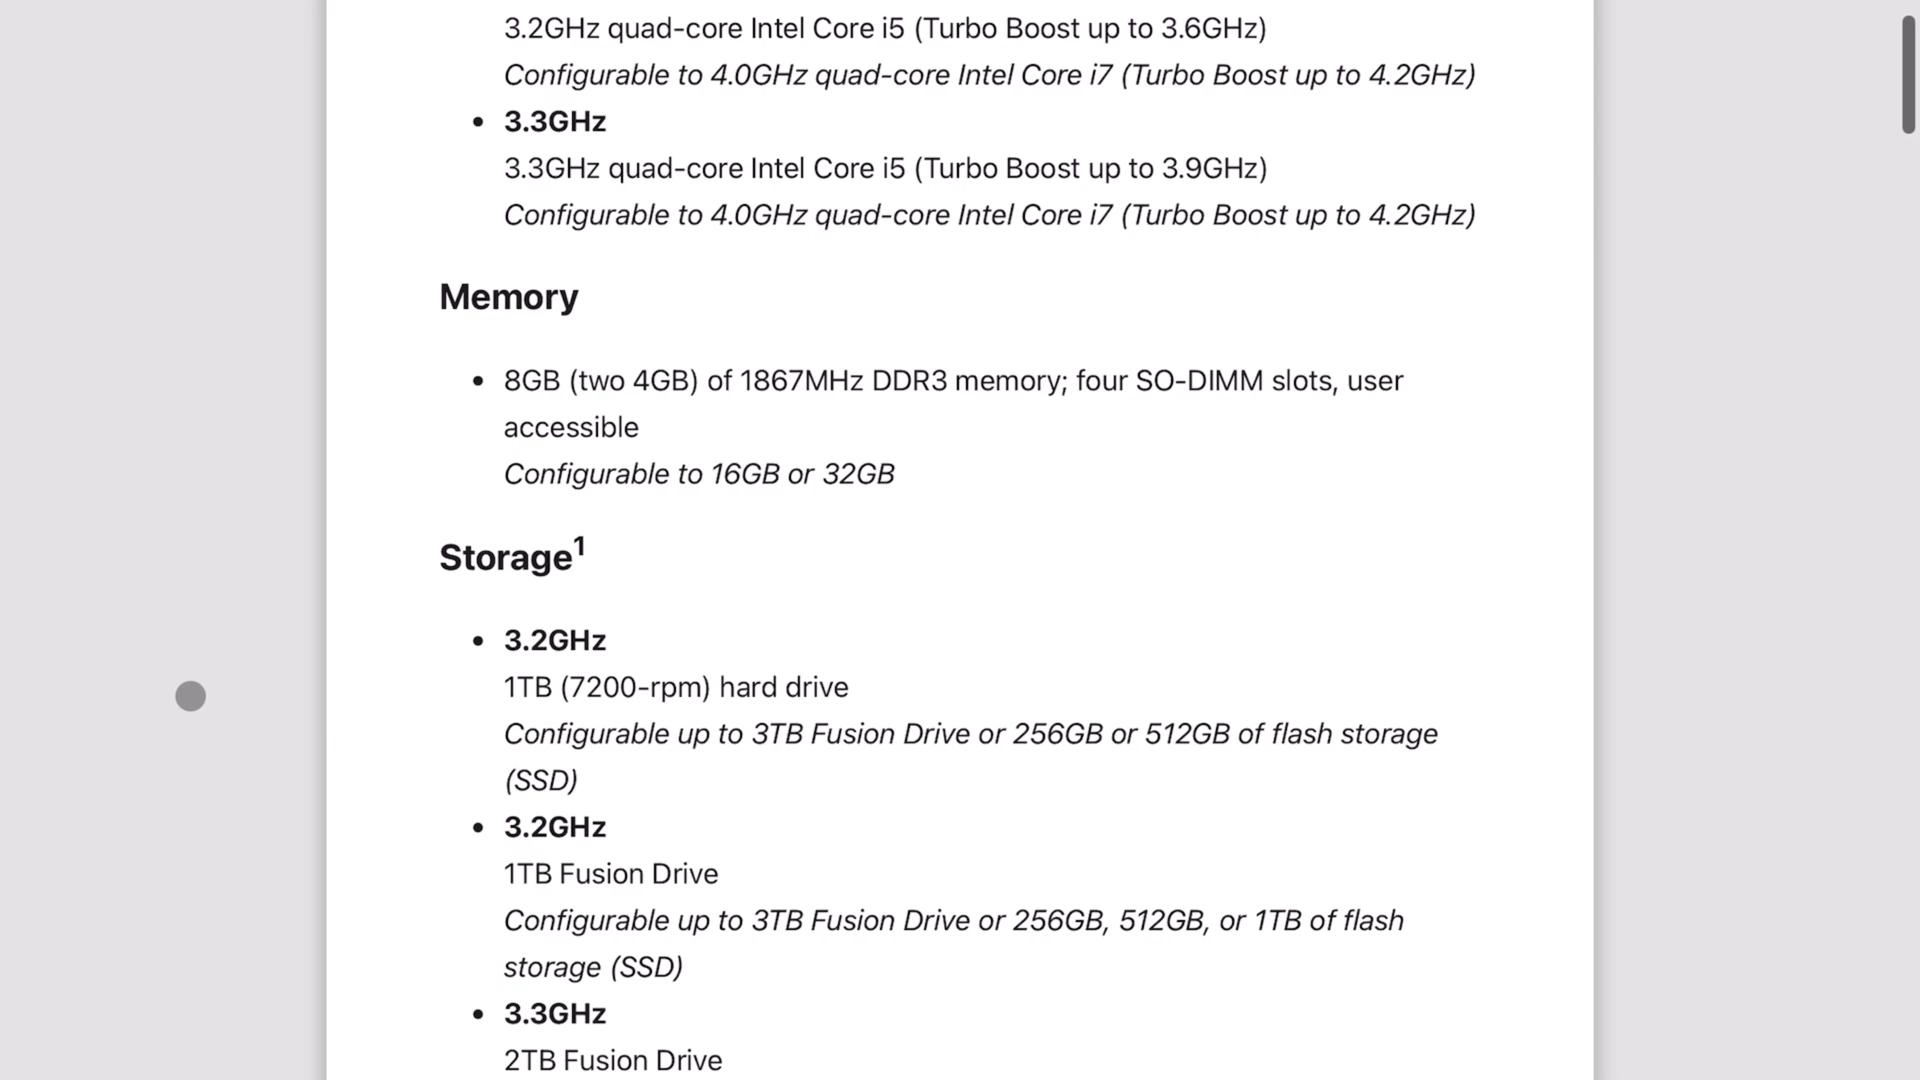 3.2GHz quad-core Intel Core i5 (Turbo Boost up to 3.6GHz)
Configurable to 4.0GHz quad-core Intel Core i7 (Turbo Boost up to 4.2GHz)
• 3.3GHz
3.3GHz quad-core Intel Core i5 (Turbo Boost up to 3.9GHz)
Configurable to 4.0GHz quad-core Intel Core i7 (Turbo Boost up to 4.2GHz)
Memory
• 8GB (two 4GB) of 1867MHz DDR3 memory; four SO-DIMM slots, user
accessible
Configurable to 16GB or 32GB
Storage¹
• 3.2GHz
1TB (7200-rpm) hard drive
Configurable up to 3TB Fusion Drive or 256GB or 512GB of flash storage
(SSD)
• 3.2GHz
1TB Fusion Drive
Configurable up to 3TB Fusion Drive or 256GB, 512GB, or 1TB of flash
storage (SSD)
• 3.3GHz
2TB Fusion Drive